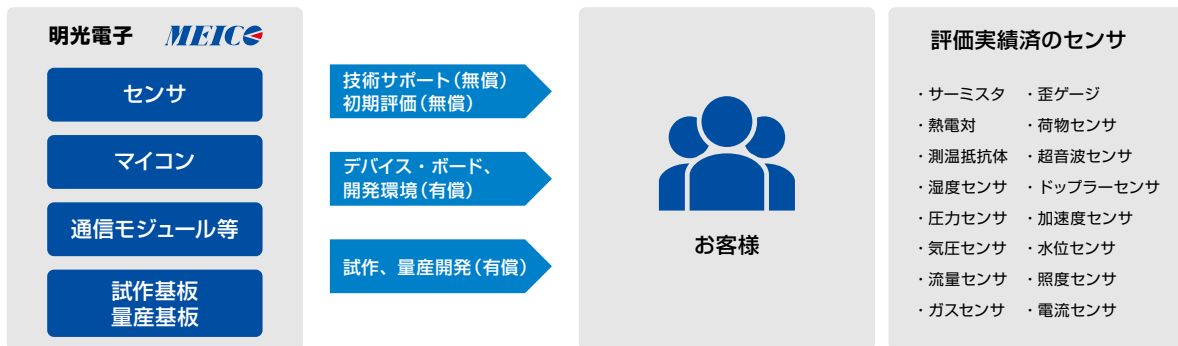 明光電子 MEICO
センサ
マイコン
通信モジュール等
試作基板
量産基板
技術サポート(無償)
初期評価(無償)
デバイス・ボード、
開発環境(有償)
試作、量産開発(有償)
お客様
評価実績済のセンサ
・サーミスタ ・歪ゲージ
・熱電対 ・荷物センサ
・測温抵抗体 ・超音波センサ
・湿度センサ ・ドップラーセンサ
・圧力センサ ・加速度センサ
・気圧センサ ・水位センサ
・流量センサ ・照度センサ
・ガスセンサ ・電流センサ